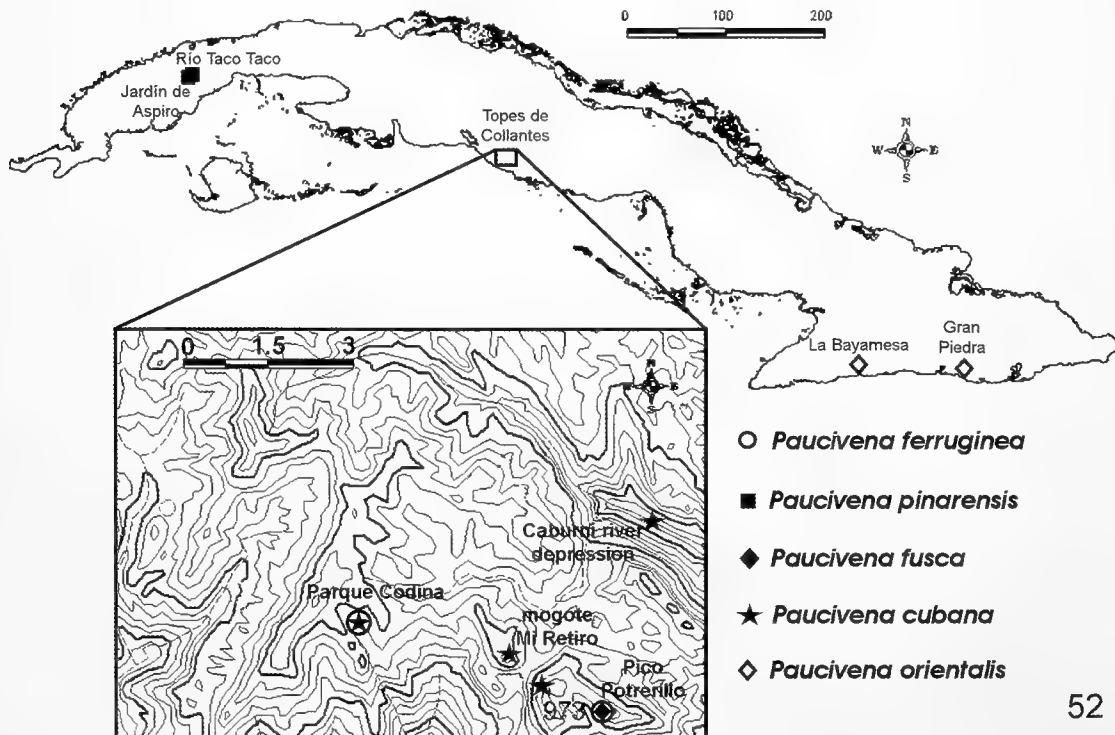 0 100 200
Río Taco Taco
Jardín de
Aspiro
Topes de
Collantes
N
W E
S
La Bayamesa
Gran
Piedra
0 1.5 3
N
S
Caburni river
depression
Parque Codina
mogote
Mi Retiro
Pico
Potrerillo
973
Paucivena ferruginea
Paucivena pinarensis
Paucivena fusca
Paucivena cubana
Paucivena orientalis
52